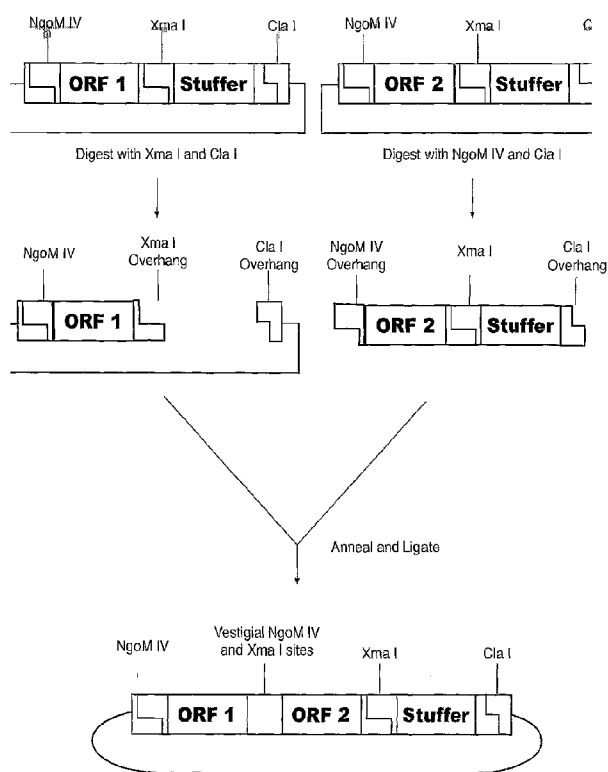 NgoM IV Xma I Cla I NgoM IV Xma I
ORF 1 Stuffer ORF 2 Stuffer
Digest with Xma I and Cla I Digest with NgoM IV and Cla I
NgoM IV
Xma I
Overhang
Cla I
Overhang
NgoM IV
Overhang
Xma I
Cla I
Overhang
ORF 1 ORF 2 Stuffer
Anneal and Ligate
NgoM IV
Vestigial NgoM IV
and Xma I sites
Xma I
Cla I
ORF 1 ORF 2 Stuffer